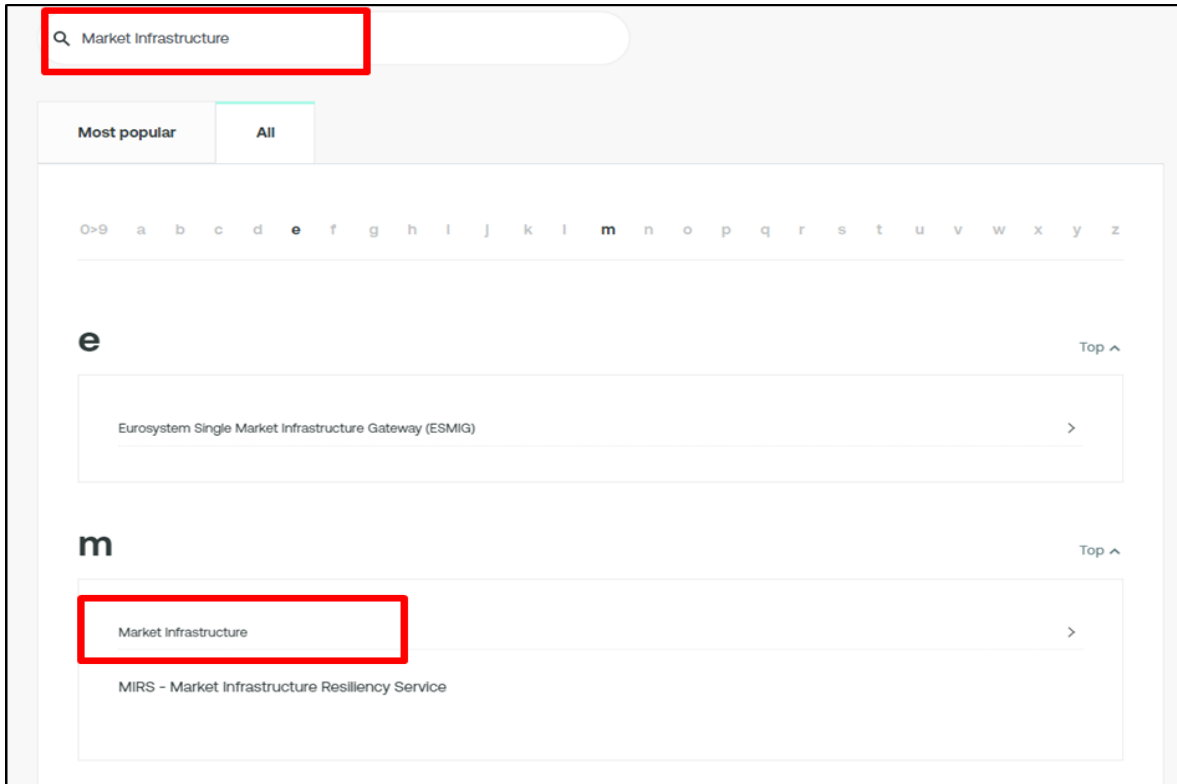 Market Infrastructure
Most popular All
0>9 a b c d e f g h i j k l m n o p q r s t u v w x y z
e
Top
Eurosystem Single Market Infrastructure Gateway (ESMIG)
m
Top
Market Infrastructure
MIRS - Market Infrastructure Resiliency Service